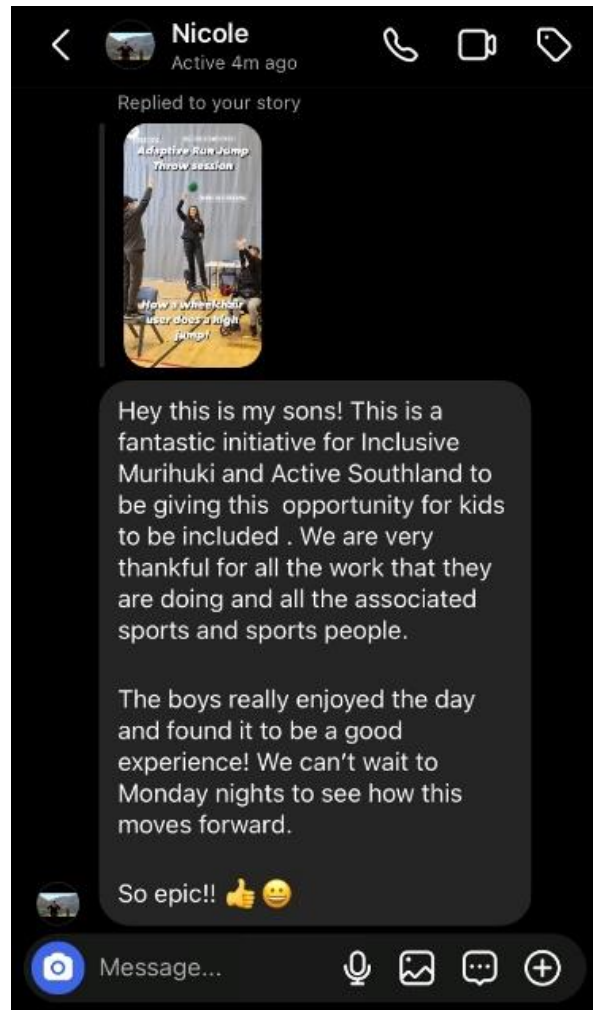 Nicole
Active 4m ago
Replied to your story
Adaptive Run Jump
Throw session
How a wheelchair
user does a high
jump!
Hey this is my sons! This is a
fantastic initiative for Inclusive
Murihuki and Active Southland to
be giving this  opportunity for kids
to be included . We are very
thankful for all the work that they
are doing and all the associated
sports and sports people.
The boys really enjoyed the day
and found it to be a good
experience! We can’t wait to
Monday nights to see how this
moves forward.
So epic!! 👍😀
Message...